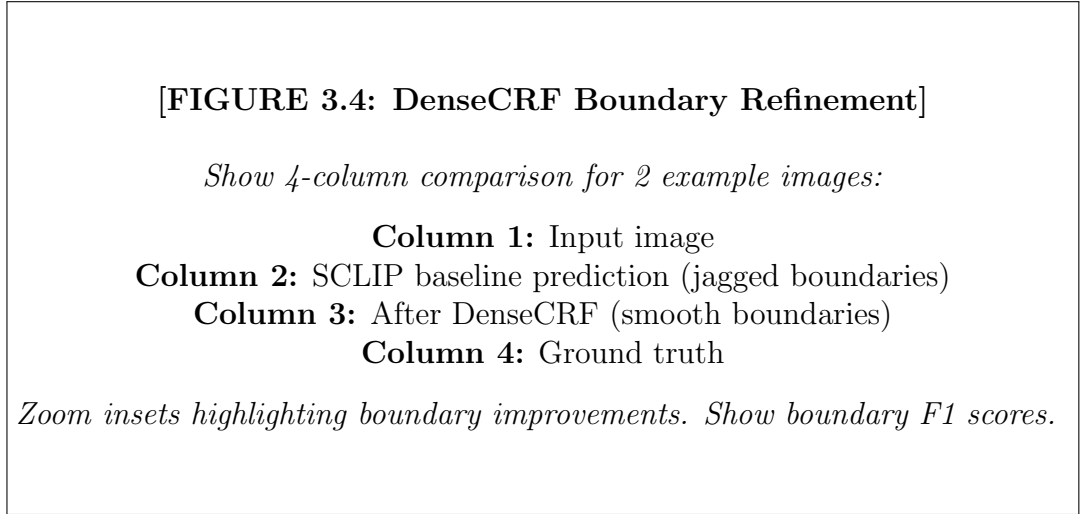 [FIGURE 3.4: DenseCRF Boundary Refinement]
Show 4-column comparison for 2 example images:
Column 1: Input image
Column 2: SCLIP baseline prediction (jagged boundaries)
Column 3: After DenseCRF (smooth boundaries)
Column 4: Ground truth
Zoom insets highlighting boundary improvements. Show boundary F1 scores.